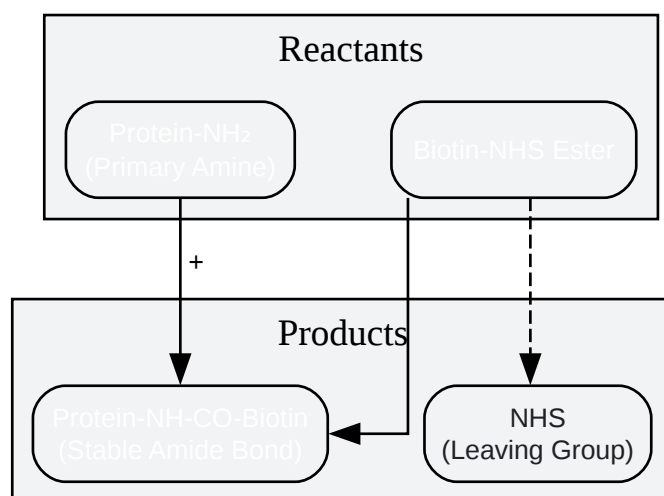 Reactants
Protein-NH₂
(Primary Amine)
Biotin-NHS Ester
+
Products
Protein-NH-CO-Biotin
(Stable Amide Bond)
NHS
(Leaving Group)